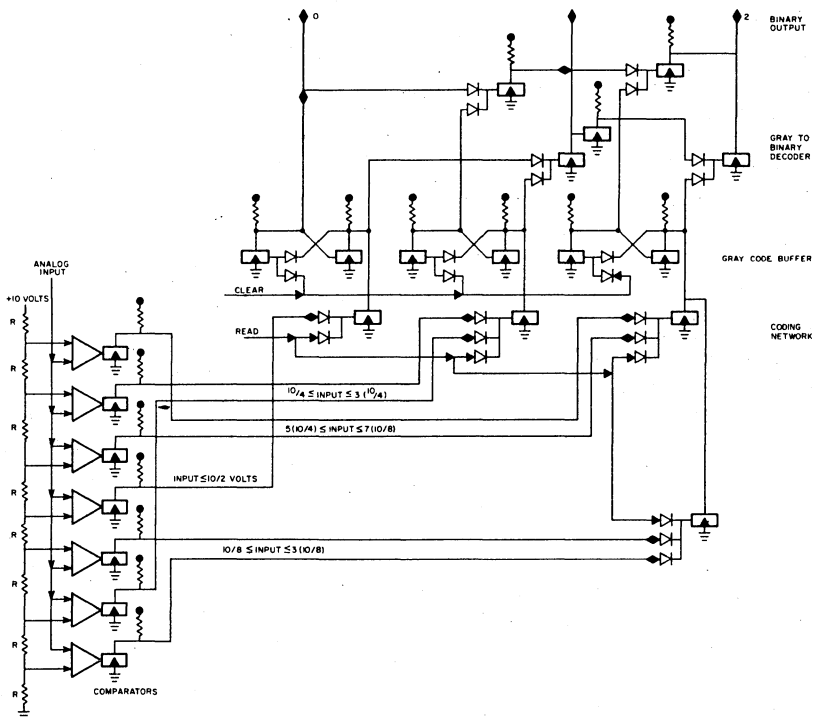 0
2
BINARY
OUTPUT
GRAY TO
BINARY
DECODER
ANALOG
INPUT
GRAY CODE BUFFER
CLEAR
+10 VOLTS
R
READ
CODING
NETWORK
R
10/4 ≤ INPUT ≤ 3 (10/4)
R
5(10/4) ≤ INPUT ≤ 7(10/8)
R
INPUT ≤ 10/2 VOLTS
R
10/8 ≤ INPUT ≤ 3(10/8)
R
R
R
COMPARATORS